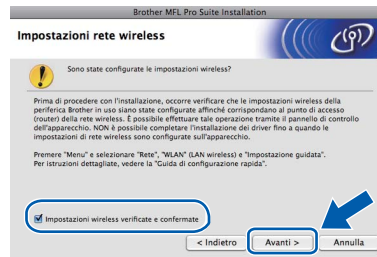 Brother MFL Pro Suite Installation
Impostazioni rete wireless
Sono state configurate le impostazioni wireless?
Prima di procedere con l'installazione, occorre verificare che le impostazioni wireless della
periferica Brother in uso siano state configurate affinché corrispondano al punto di accesso
(router) della rete wireless. È possibile effettuare tale operazione tramite il pannello di controllo
dell'apparecchio. NON è possibile completare l'installazione dei driver fino a quando le
impostazioni di rete wireless sono configurate sull'apparecchio.
Premere "Menu" e selezionare "Rete", "WLAN" (LAN wireless) e "Impostazione guidata".
Per istruzioni dettagliate, vedere la "Guida di configurazione rapida".
Impostazioni wireless verificate e confermate
< Indietro Avanti > Annulla